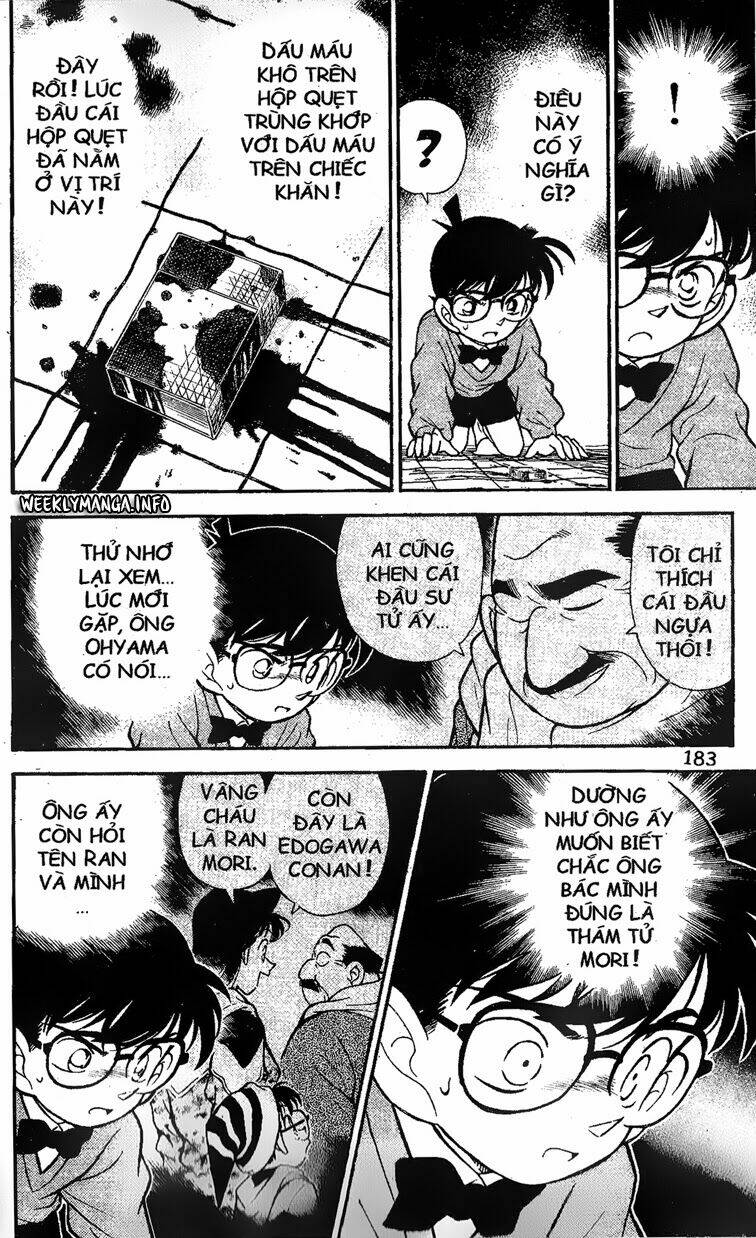 ĐÂY
RỒI! LÚC
ĐẦU CÁI
HỘP QUẸT
ĐÃ NẰM
Ở VỊ TRÍ
NÀY!
DẤU MÁU
KHÔ TRÊN
HỘP QUẸT
TRÙNG KHỚP
VỚI DẤU MÁU
TRÊN CHIẾC
KHĂN!
?
ĐIỀU
NÀY
CÓ Ý
NGHĨA
GÌ?
!
WEEKLYMANGA.INFO
THỬ NHỚ
LẠI XEM...
LÚC MỚI
GẶP, ÔNG
OHYAMA
CÓ NÓI...
AI CŨNG
KHEN CÁI
ĐẦU SƯ
TỬ ẤY...
TÔI CHỈ
THÍCH
CÁI ĐẦU
NGỰA
THÔI!
183
ÔNG ẤY
CÒN HỎI
TÊN RAN
VÀ MÌNH
...
VÂNG
CHÁU
LÀ RAN
MORI.
CÒN
ĐÂY LÀ
EDOGAWA
CONAN!
DƯỜNG
NHƯ ÔNG ẤY
MUỐN BIẾT
CHẮC ÔNG
BÁC MÌNH
ĐÚNG LÀ
THÁM TỬ
MORI!